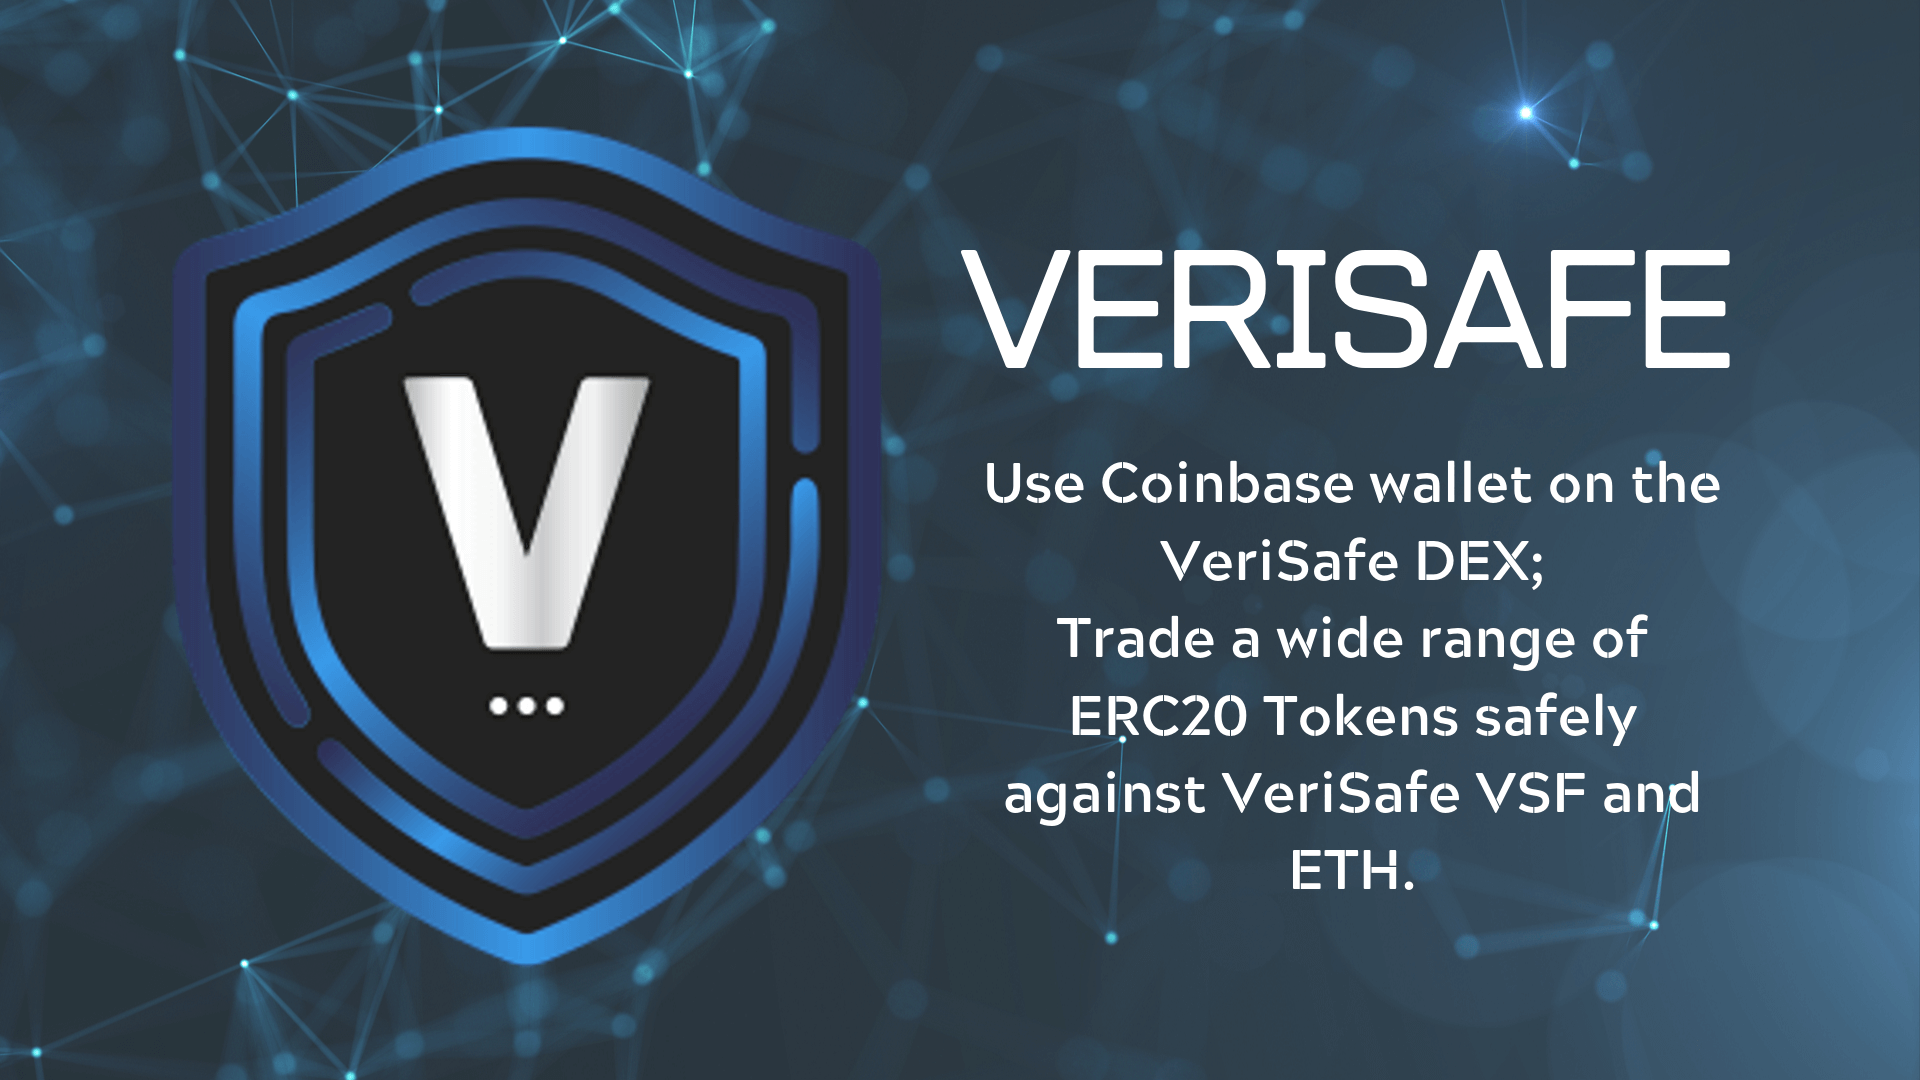 V
VERISAFE
Use Coinbase wallet on the
VeriSafe DEX;
Trade a wide range of
ERC20 Tokens safely
against VeriSafe VSF and
ETH.